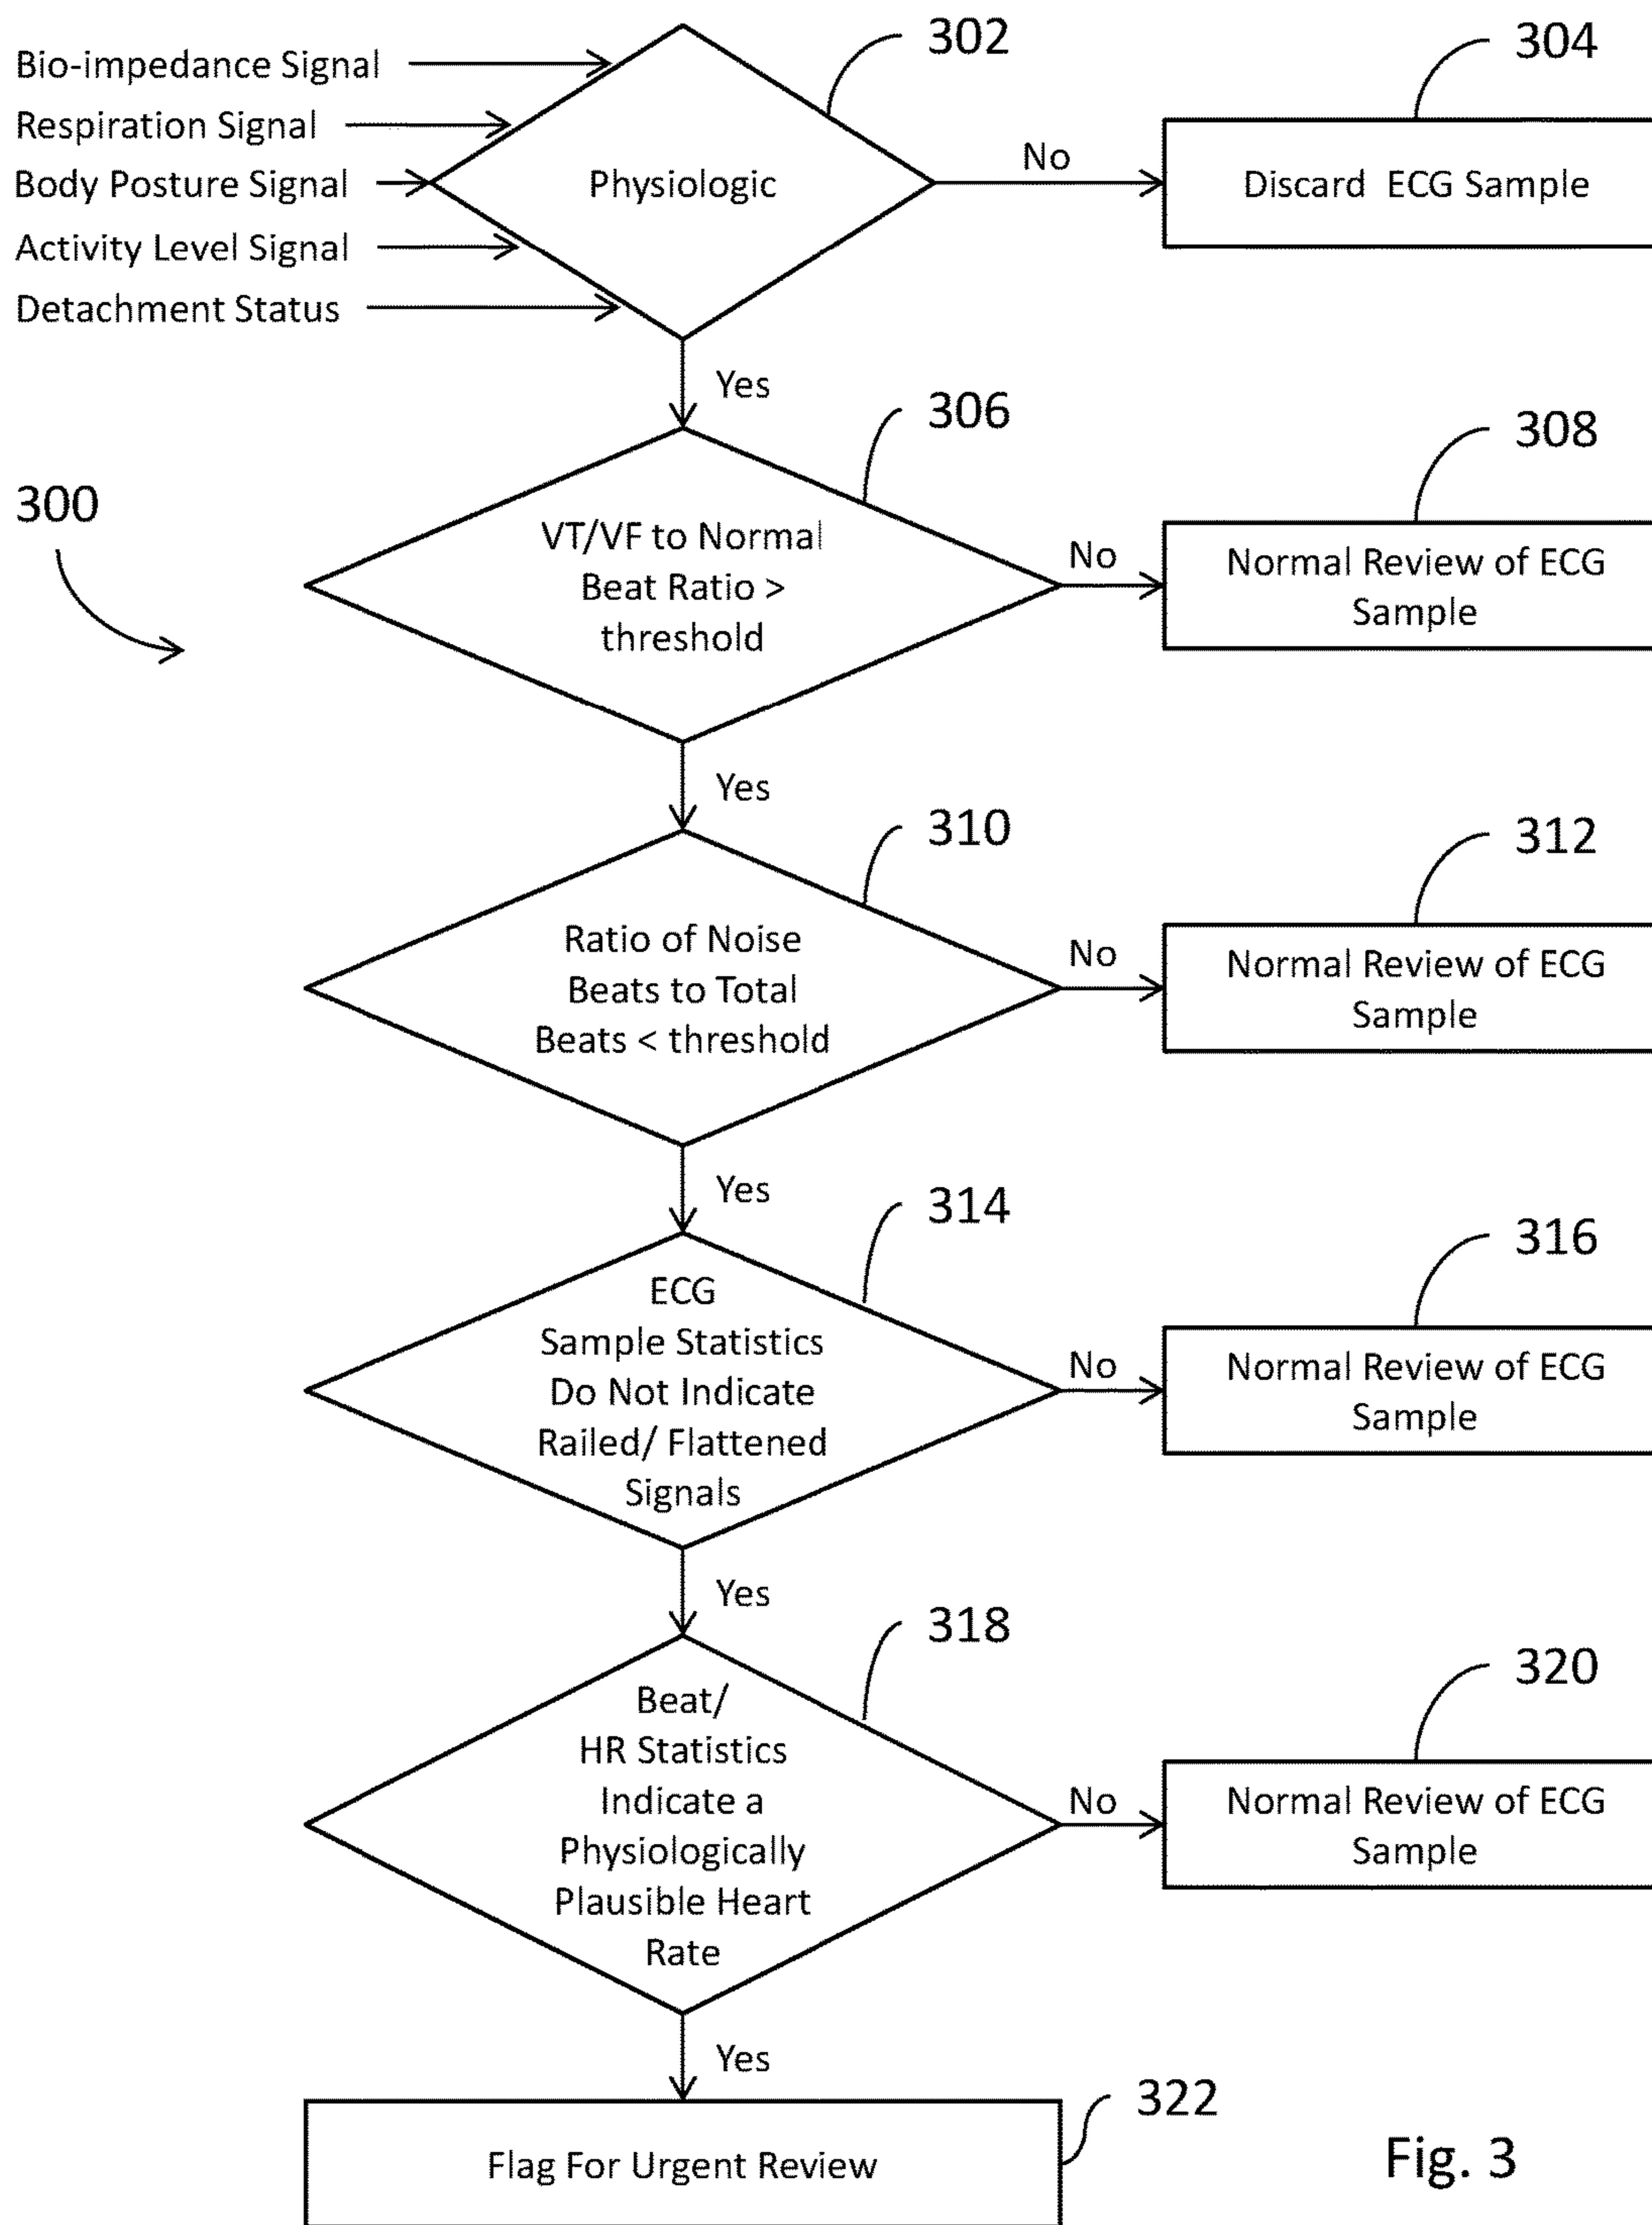 302
304
Bio-impedance Signal
Respiration Signal
Body Posture Signal
Activity Level Signal
Detachment Status
Physiologic
No
Discard ECG Sample
Yes
306
308
300
VT/VF to Normal
Beat Ratio >
threshold
No
Normal Review of ECG
Sample
Yes
310
312
Ratio of Noise
Beats to Total
Beats < threshold
No
Normal Review of ECG
Sample
Yes
314
316
ECG
Sample Statistics
Do Not Indicate
Railed/ Flattened
Signals
No
Normal Review of ECG
Sample
Yes
318
320
Beat/
HR Statistics
Indicate a
Physiologically
Plausible Heart
Rate
No
Normal Review of ECG
Sample
Yes
322
Flag For Urgent Review
Fig. 3